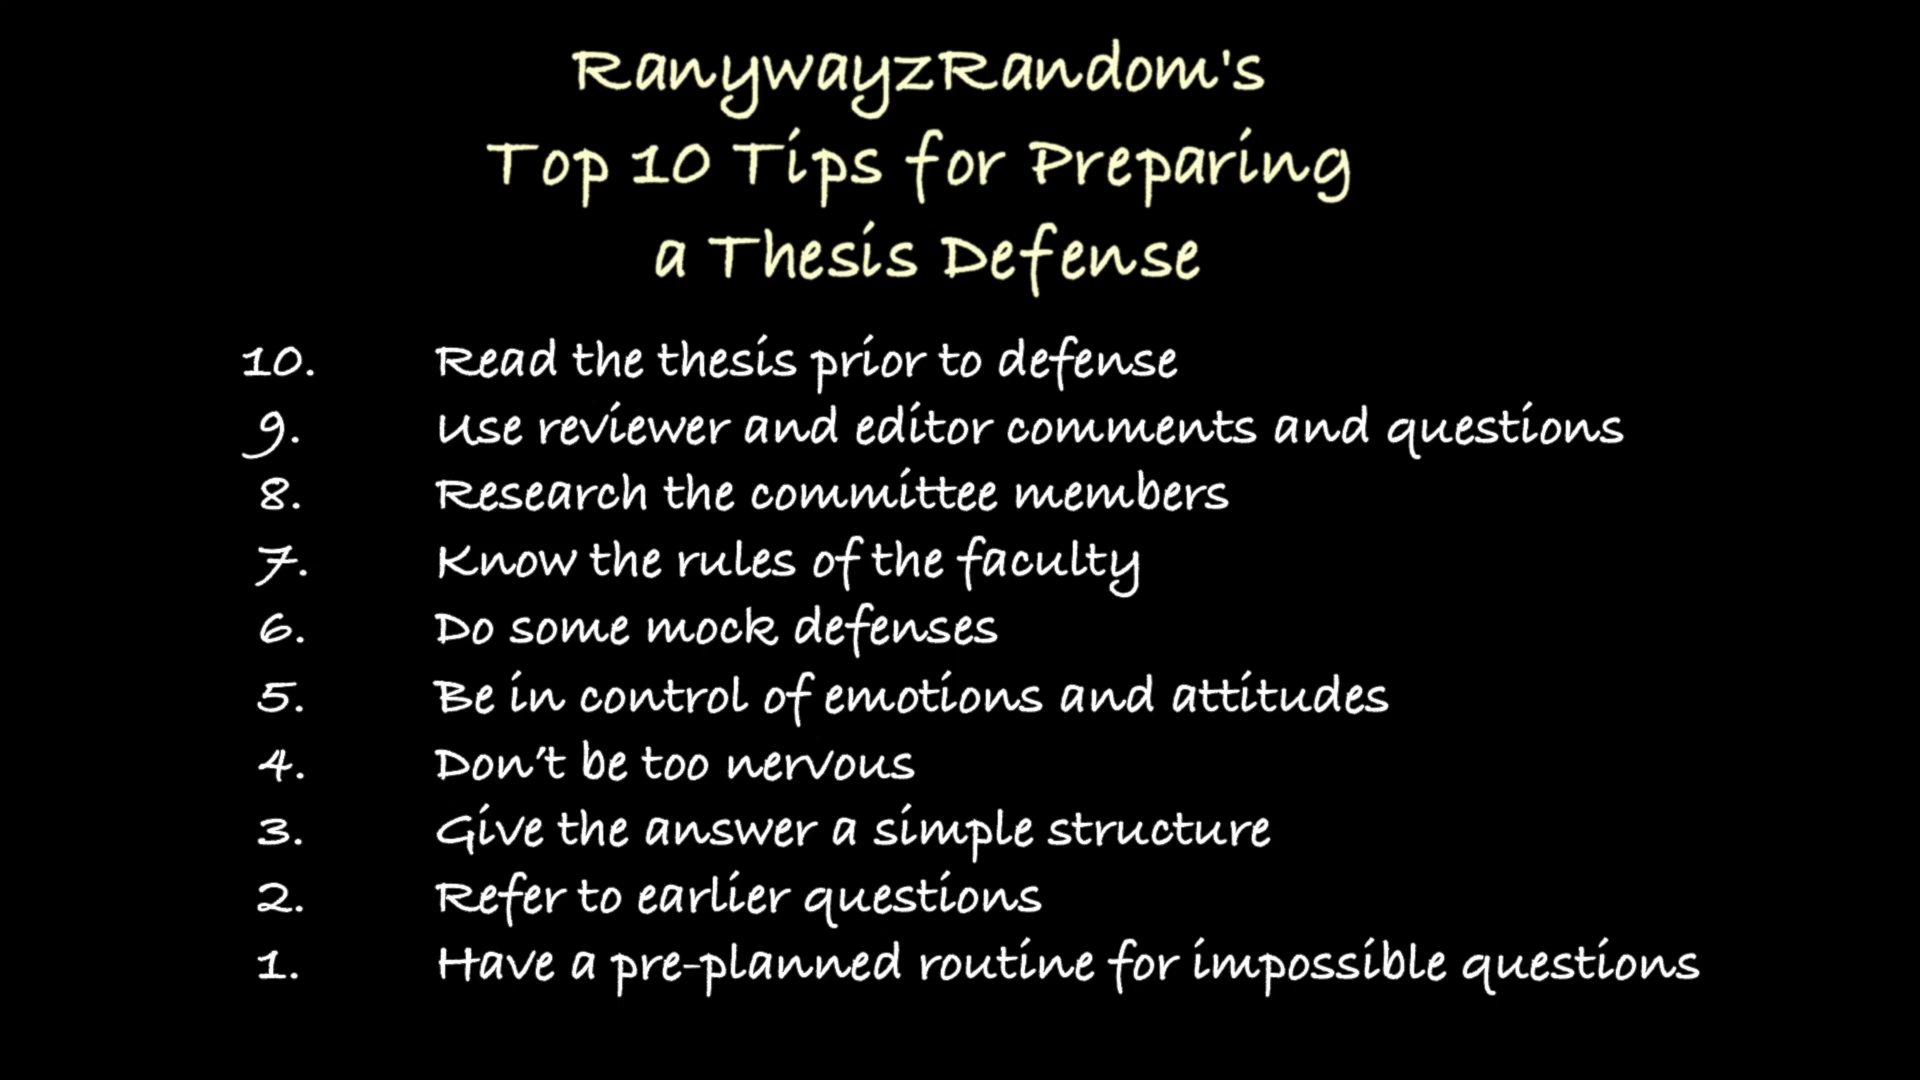 RanywayzRandom's
Top 10 Tips for Preparing
a Thesis Defense
10. Read the thesis prior to defense
9. Use reviewer and editor comments and questions
8. Research the committee members
7. Know the rules of the faculty
6. Do some mock defenses
5. Be in control of emotions and attitudes
4. Don’t be too nervous
3. Give the answer a simple structure
2. Refer to earlier questions
1. Have a pre-planned routine for impossible questions